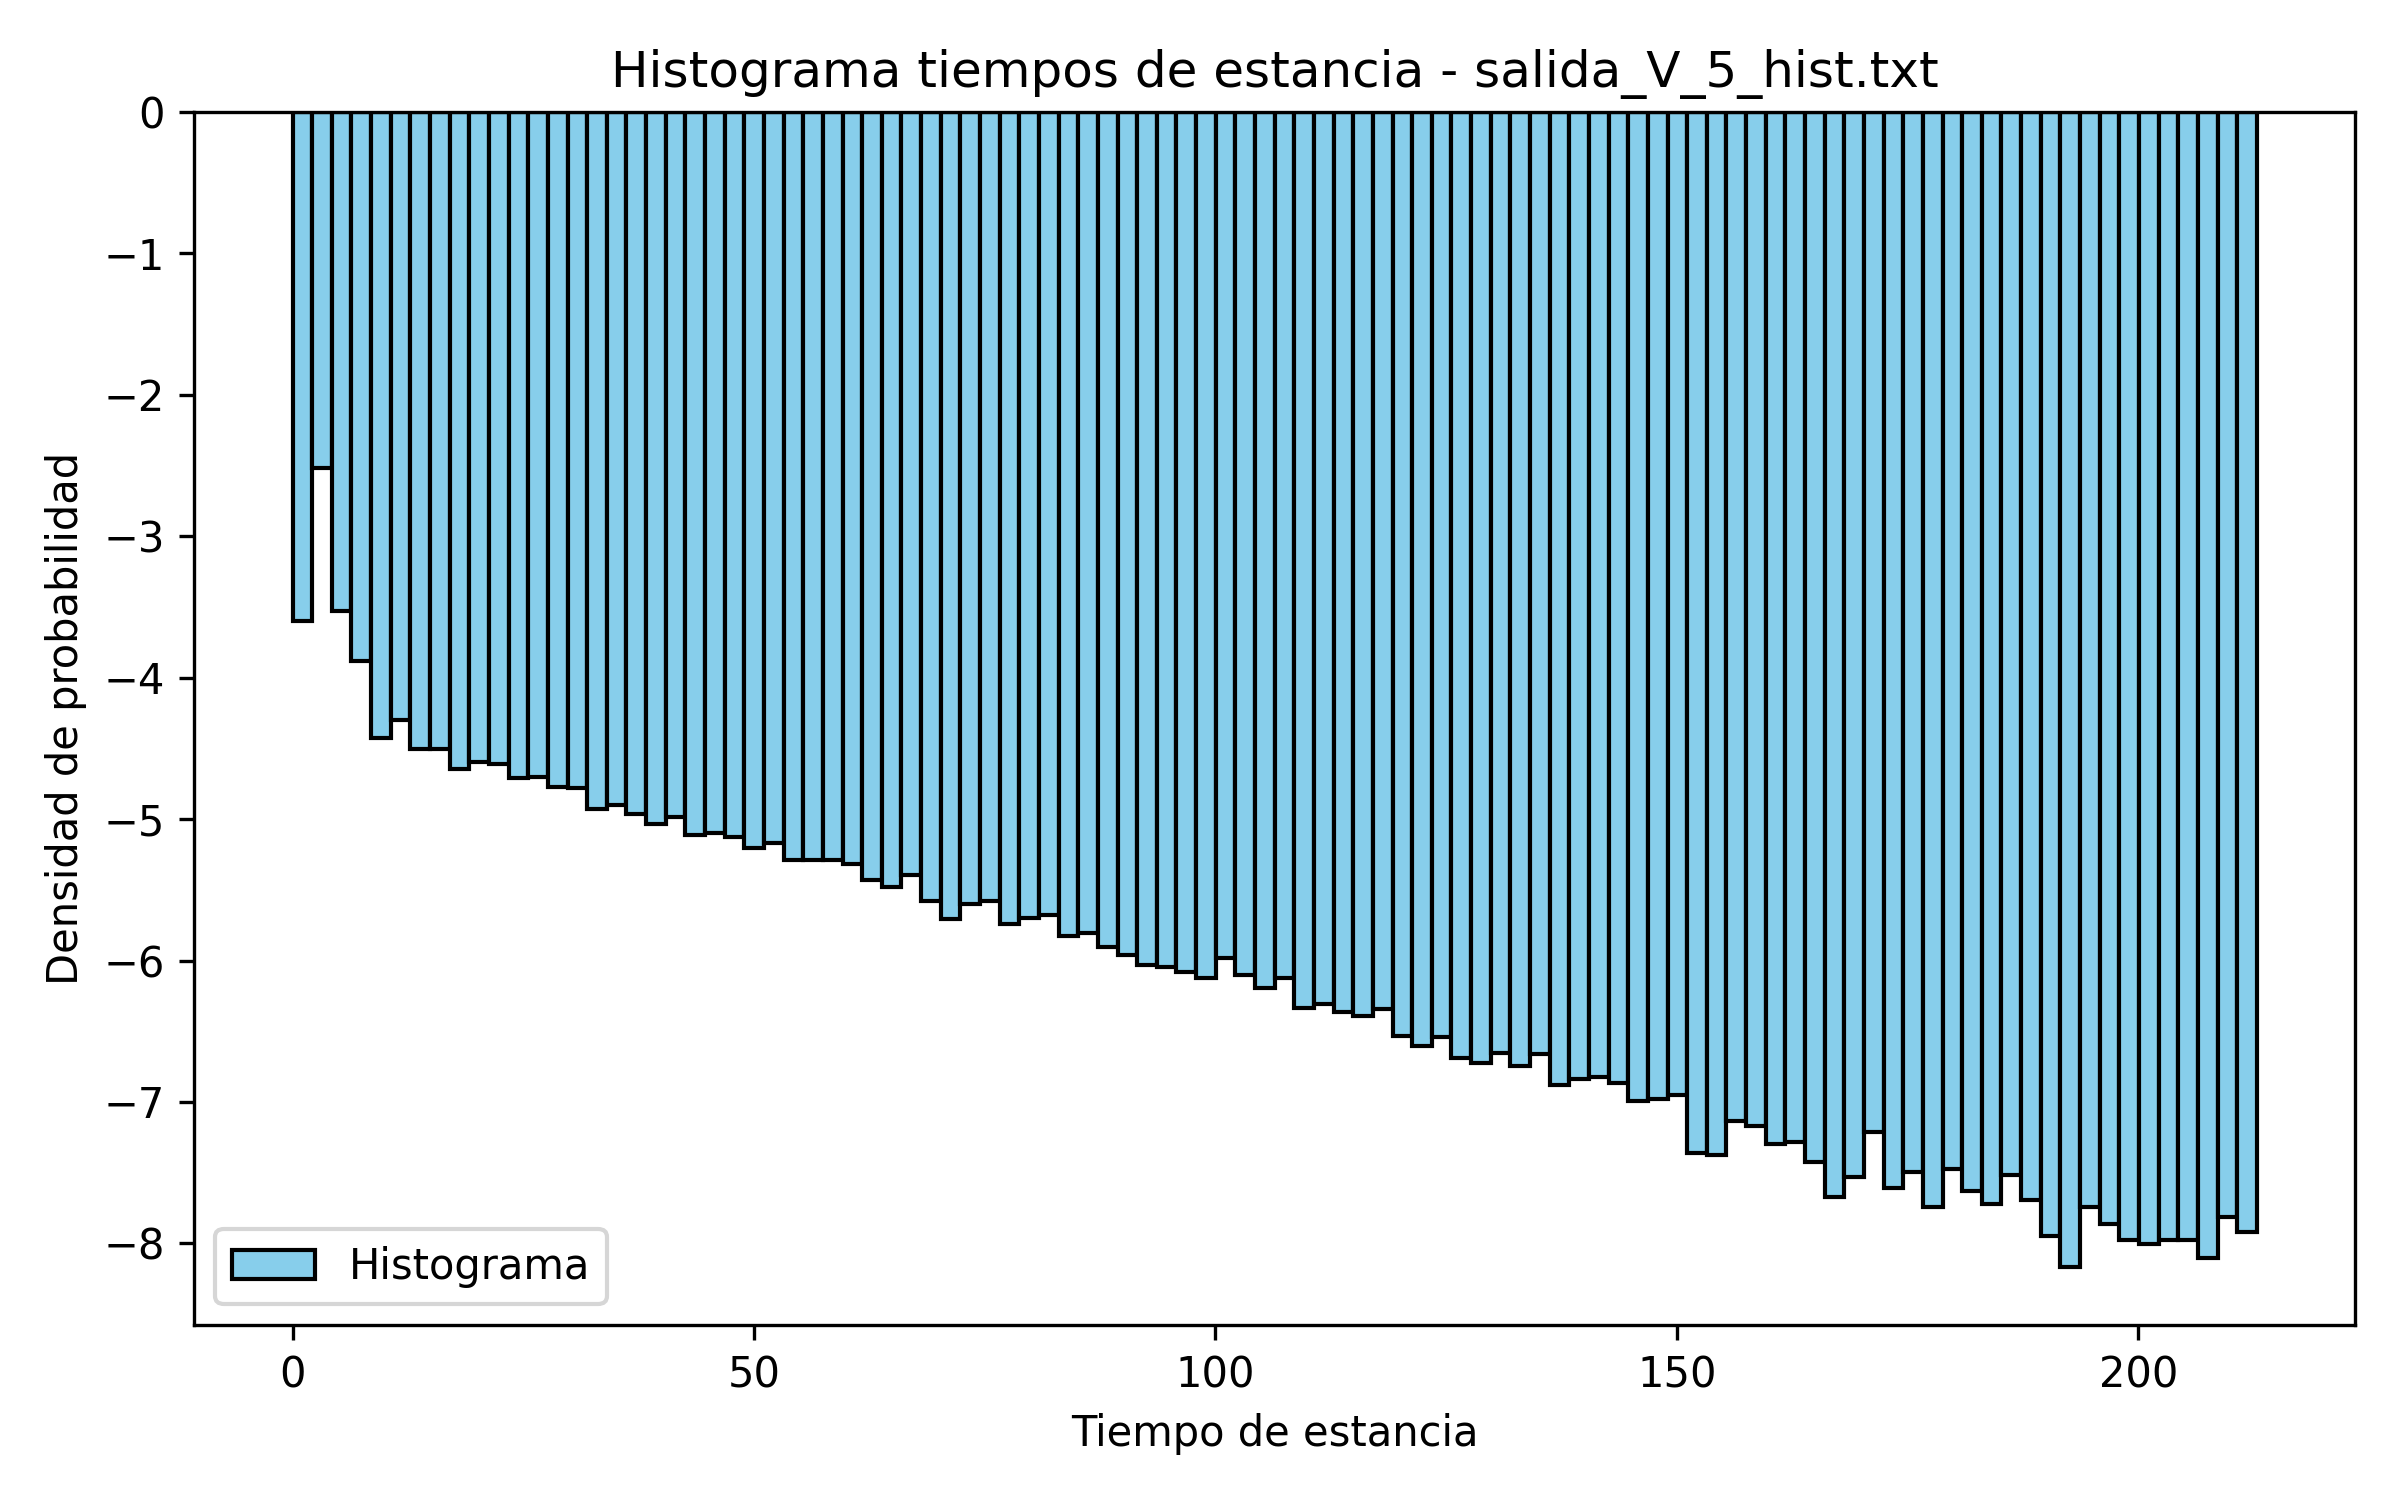 Histograma tiempos de estancia - salida_V_5_hist.txt
0
−1
−2
−3
−4
−5
−6
−7
−8
Densidad de probabilidad
Histograma
0 50 100 150 200
Tiempo de estancia